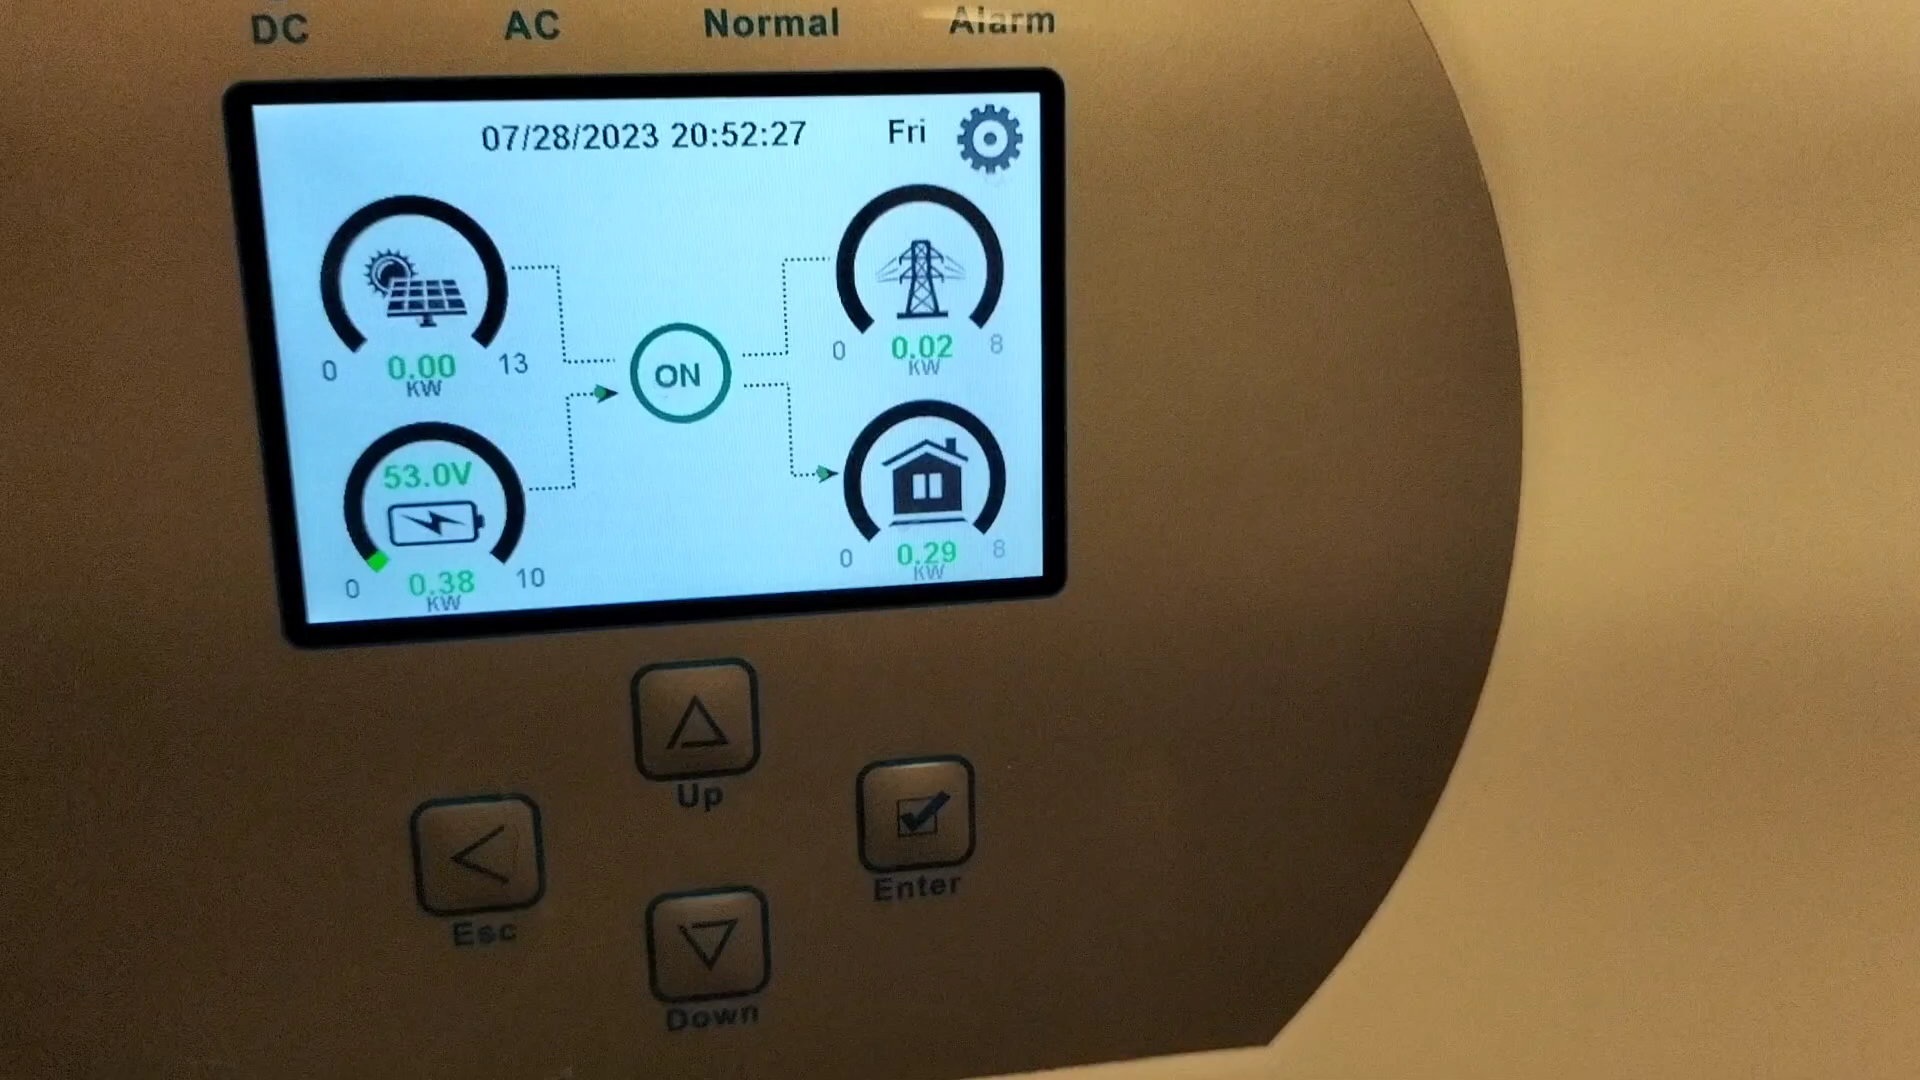 DC AC Normal Alarm
07/28/2023 20:52:27 Fri
0 0.00 13
KW
0 0.02 8
KW
ON
53.0V
0 0.38 10
KW
0 0.29 8
KW
Up
Esc
Enter
Down